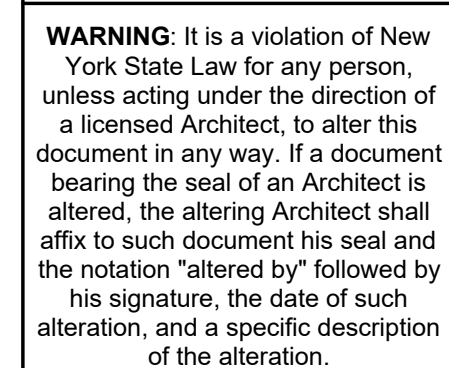 WARNING: It is a violation of New
York State Law for any person,
unless acting under the direction of
a licensed Architect, to alter this
document in any way. If a document
bearing the seal of an Architect is
altered, the altering Architect shall
affix to such document his seal and
the notation "altered by" followed by
his signature, the date of such
alteration, and a specific description
of the alteration.